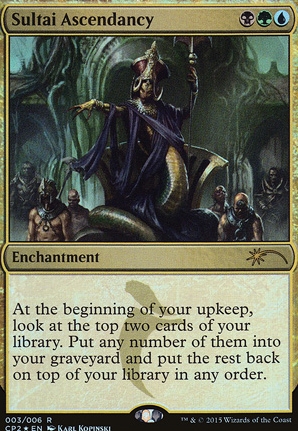 Sultai Ascendancy
Enchantment
At the beginning of your upkeep,
look at the top two cards of your
library. Put any number of them into
your graveyard and put the rest back
on top of your library in any order.
003/006 R
CP2 ★ EN Karl Kopinski
™ & © 2015 Wizards of the Coast